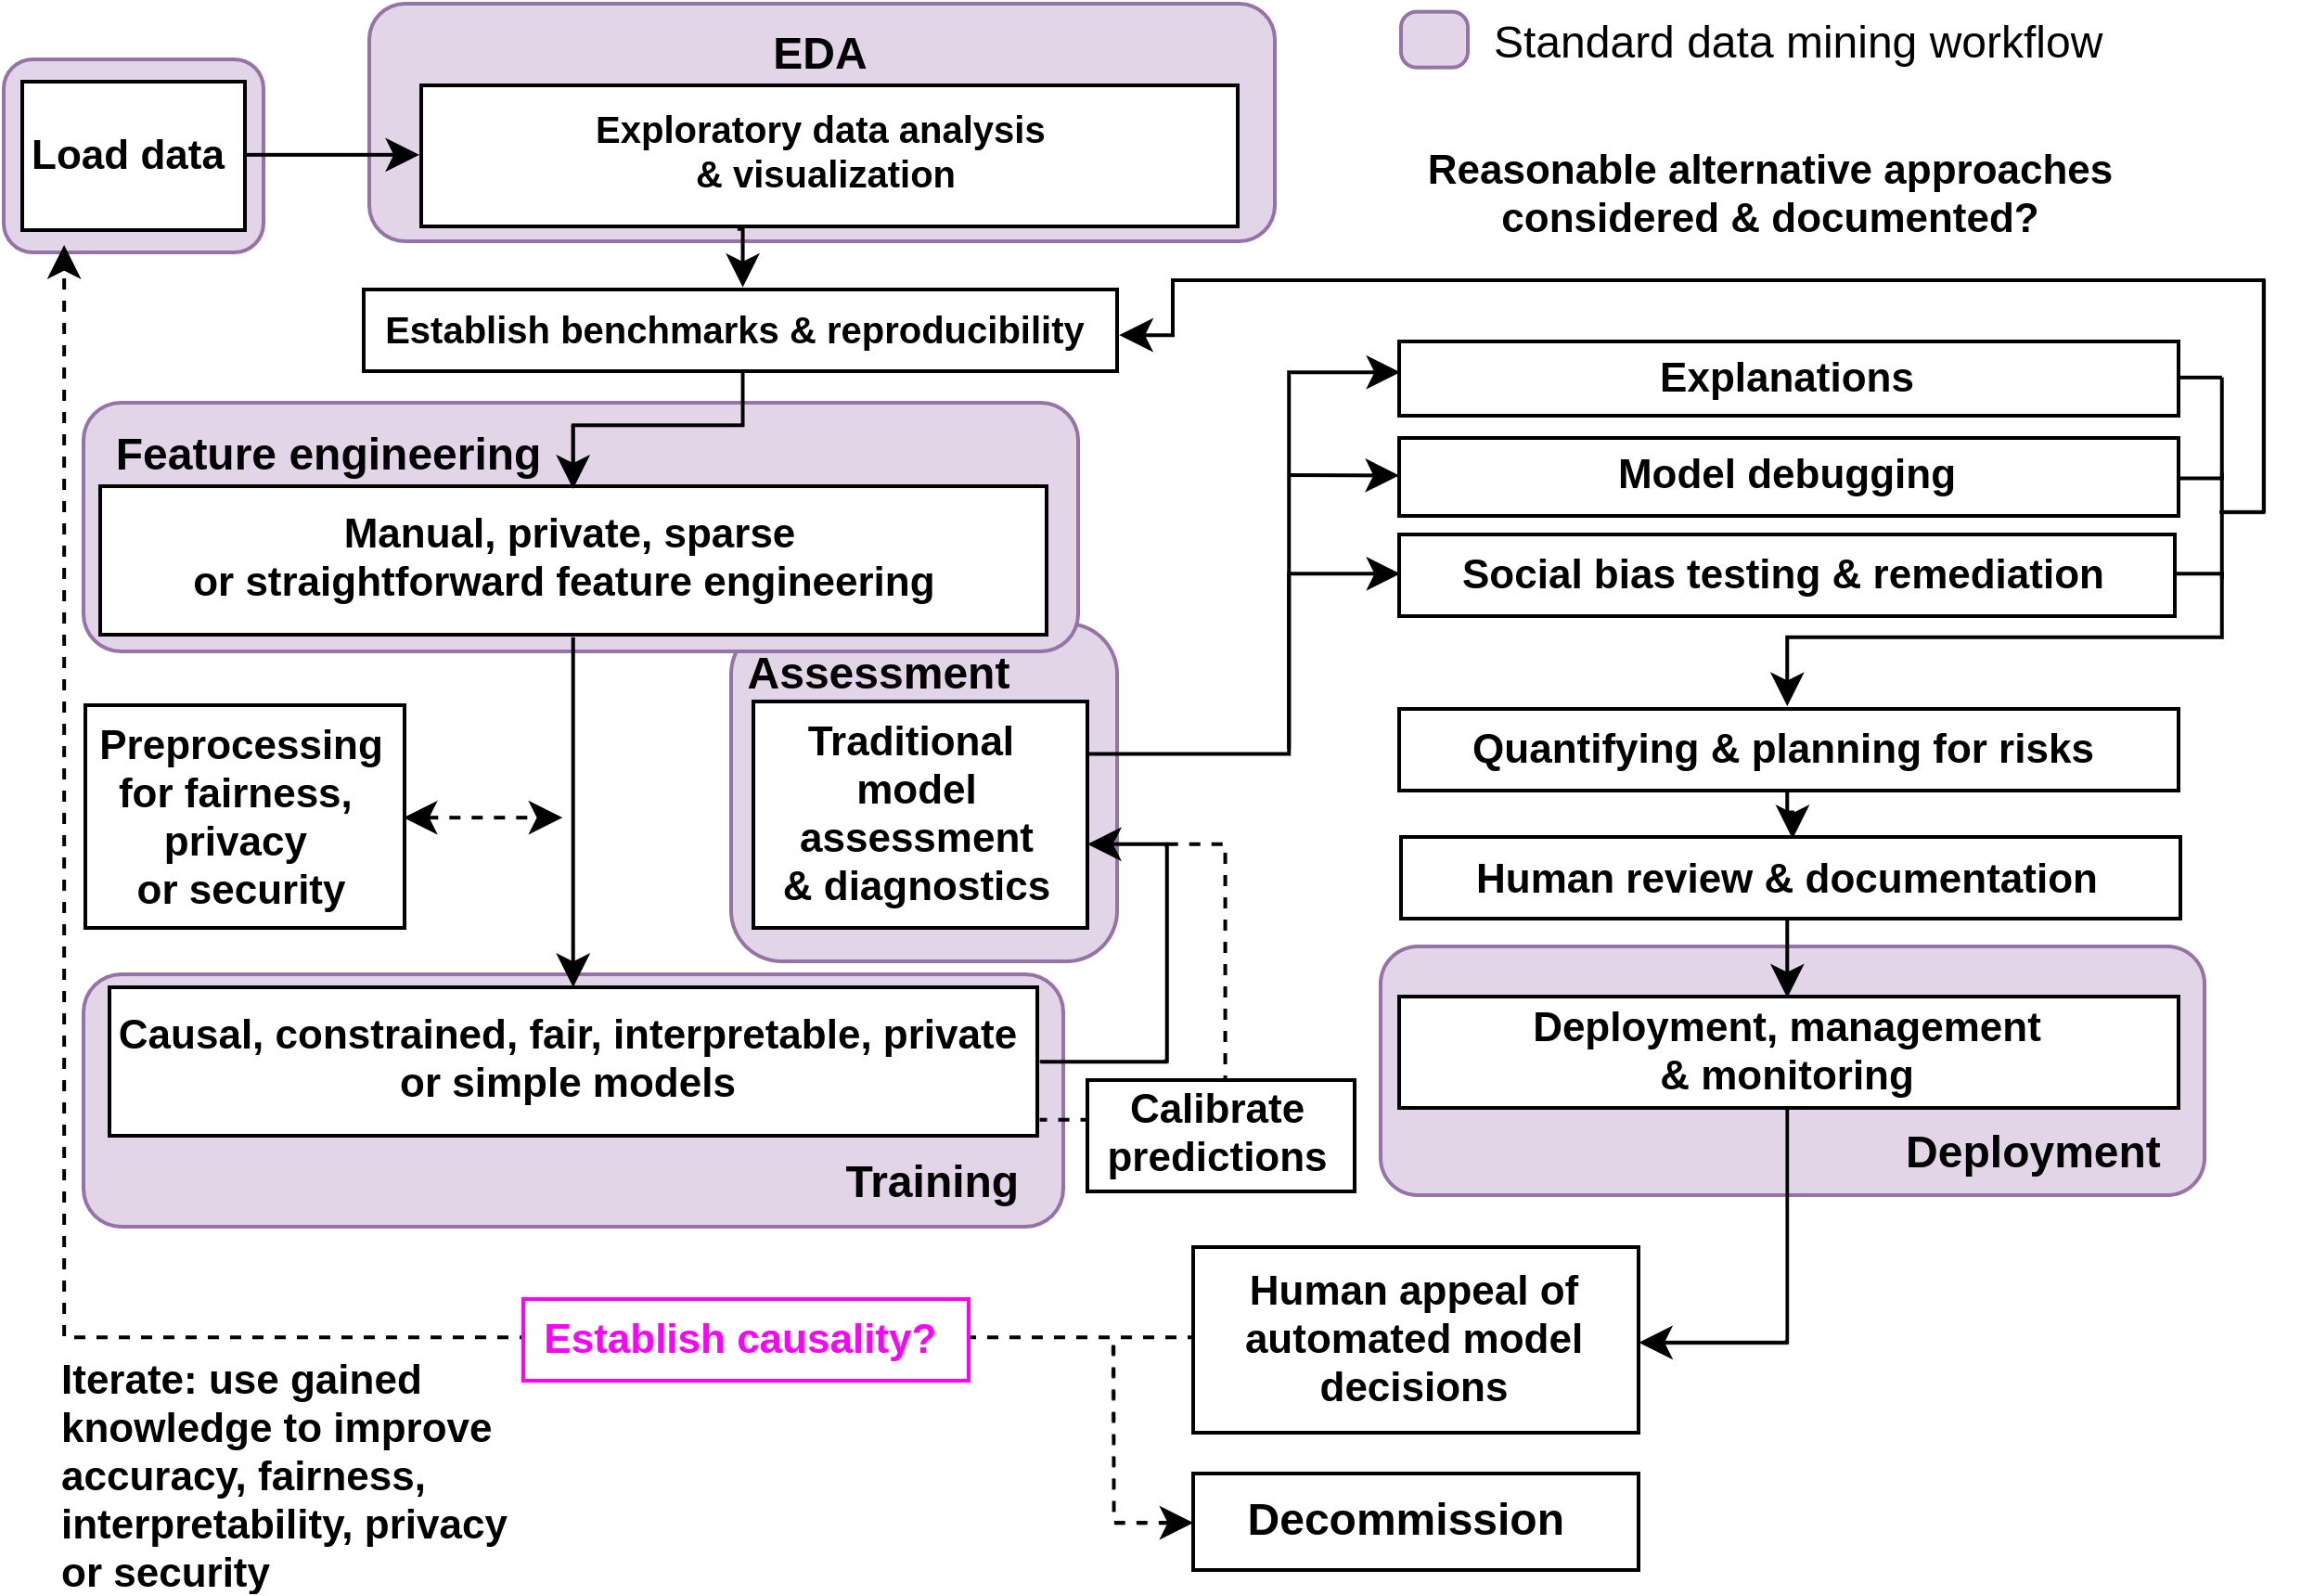 EDA
Standard data mining workflow
Load data
Exploratory data analysis
& visualization
Reasonable alternative approaches
considered & documented?
Establish benchmarks & reproducibility
Explanations
Feature engineering
Model debugging
Manual, private, sparse
or straightforward feature engineering
Social bias testing & remediation
Assessment
Preprocessing
for fairness,
privacy
or security
Traditional
model
assessment
& diagnostics
Quantifying & planning for risks
Human review & documentation
Causal, constrained, fair, interpretable, private
or simple models
Training
Calibrate
predictions
Deployment, management
& monitoring
Deployment
Human appeal of
automated model
decisions
Establish causality?
Iterate: use gained
knowledge to improve
accuracy, fairness,
interpretability, privacy
or security
Decommission